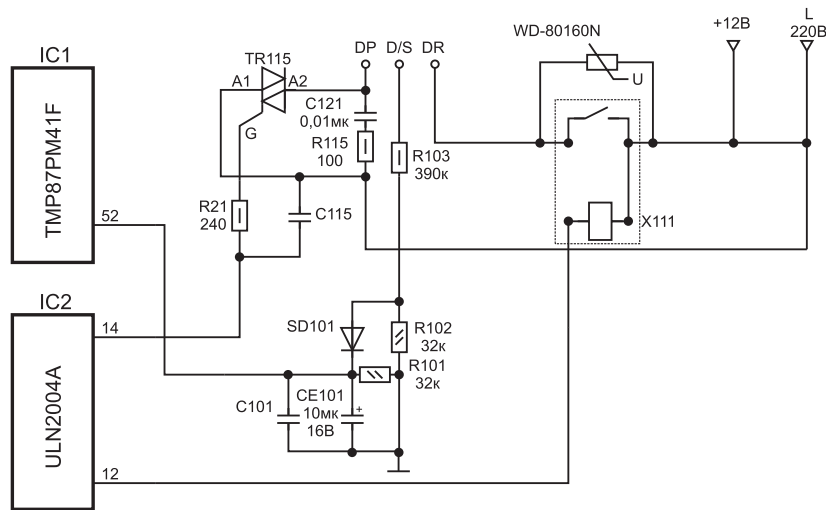 IC1
TMP87PM41F
52
IC2
ULN2004A
14
12
TR115
A1
A2
G
DP
D/S
DR
C121
0,01мк
R115
100
R103
390к
R21
240
C115
SD101
R102
32к
R101
32к
C101
CE101
10мк
16В
+
WD-80160N
U
X111
+12В
L
220В